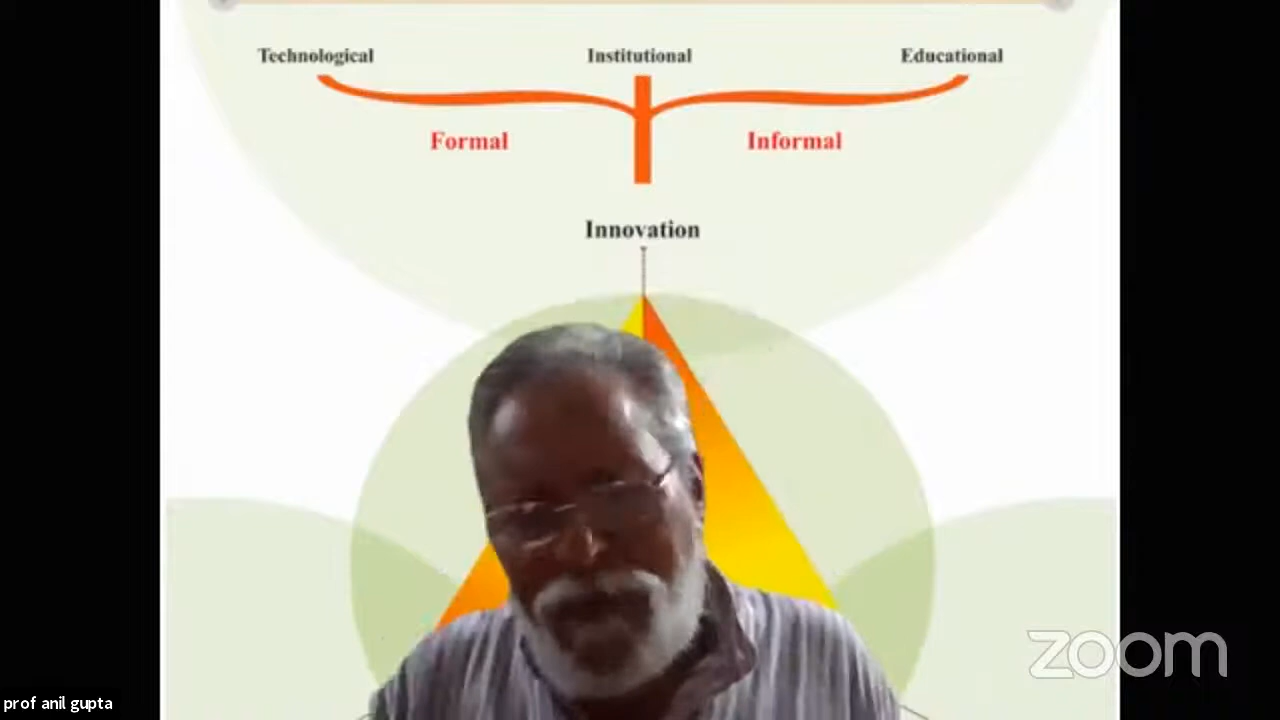 Technological Institutional Educational
Formal Informal
Innovation
zoom
prof anil gupta